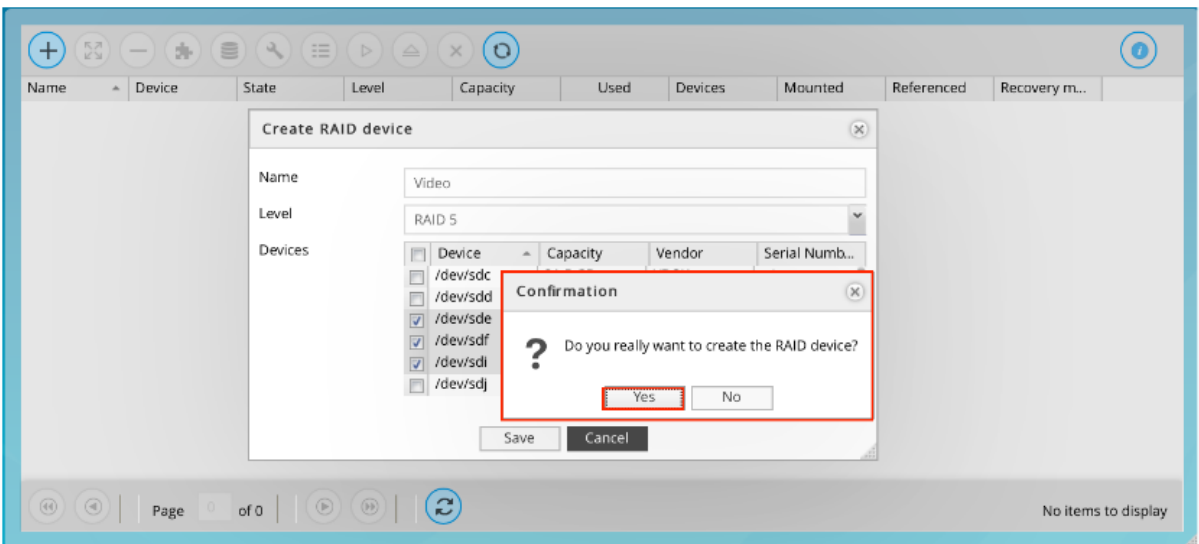 Name Device State Level Capacity Used Devices Mounted Referenced Recovery m...
Create RAID device
Name Video
Level RAID 5
Devices
Device Capacity Vendor Serial Numb...
/dev/sdc
/dev/sdd
/dev/sde
/dev/sdf
/dev/sdi
/dev/sdj
Confirmation
? Do you really want to create the RAID device?
Yes No
Save Cancel
Page 0 of 0 No items to display